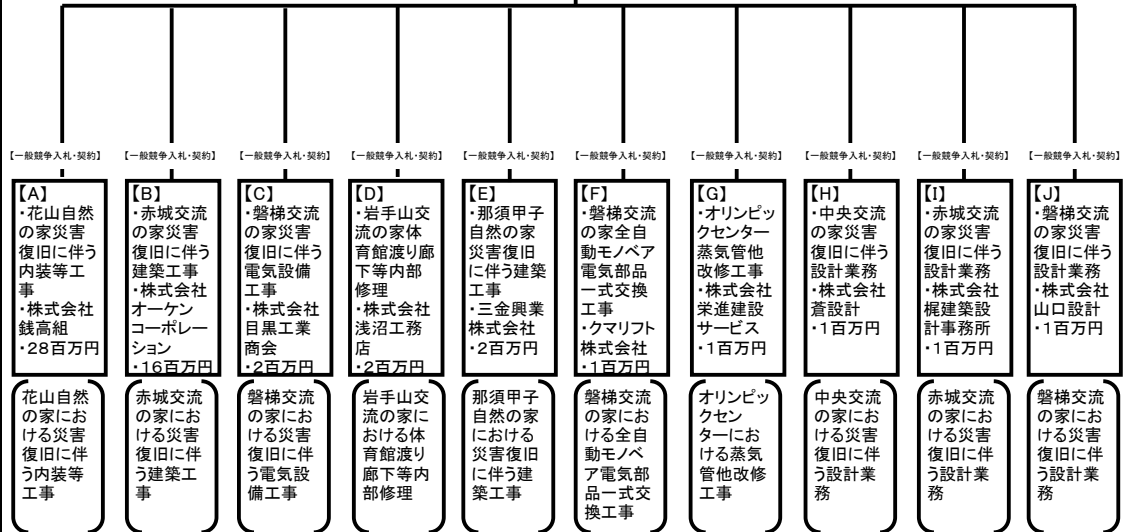 【一般競争入札・契約】
【A】
・花山自然
の家災害
復旧に伴う
内装等工
事
・株式会社
銭高組
・28百万円
花山自然
の家にお
ける災害
復旧に伴
う内装等
工事
【一般競争入札・契約】
【B】
・赤城交流
の家災害
復旧に伴う
建築工事
・株式会社
オーケン
コーポレー
ション
・16百万円
赤城交流
の家にお
ける災害
復旧に伴
う建築工
事
【一般競争入札・契約】
【C】
・磐梯交流
の家災害
復旧に伴う
電気設備
工事
・株式会社
目黒工業
商会
・2百万円
磐梯交流
の家にお
ける災害
復旧に伴
う電気設
備工事
【一般競争入札・契約】
【D】
・岩手山交
流の家体
育館渡り廊
下等内部
修理
・株式会社
浅沼工務
店
・2百万円
岩手山交
流の家に
おける体
育館渡り
廊下等内
部修理
【一般競争入札・契約】
【E】
・那須甲子
自然の家
災害復旧
に伴う建築
工事
・三金興業
株式会社
・2百万円
那須甲子
自然の家
における
災害復旧
に伴う建
築工事
【一般競争入札・契約】
【F】
・磐梯交流
の家全自
動モノベア
電気部品
一式交換
工事
・クマリフト
株式会社
・1百万円
磐梯交流
の家にお
ける全自
動モノベ
ア電気部
品一式交
換工事
【一般競争入札・契約】
【G】
・オリンピッ
クセンター
蒸気管他
改修工事
・株式会社
栄進建設
サービス
・1百万円
オリンピッ
クセン
ターにお
ける蒸気
管他改修
工事
【一般競争入札・契約】
【H】
・中央交流
の家災害
復旧に伴う
設計業務
・株式会社
蒼設計
・1百万円
中央交流
の家にお
ける災害
復旧に伴
う設計業
務
【一般競争入札・契約】
【I】
・赤城交流
の家災害
復旧に伴う
設計業務
・株式会社
梶建築設
計事務所
・1百万円
赤城交流
の家にお
ける災害
復旧に伴
う設計業
務
【一般競争入札・契約】
【J】
・磐梯交流
の家災害
復旧に伴う
設計業務
・株式会社
山口設計
・1百万円
磐梯交流
の家にお
ける災害
復旧に伴
う設計業
務